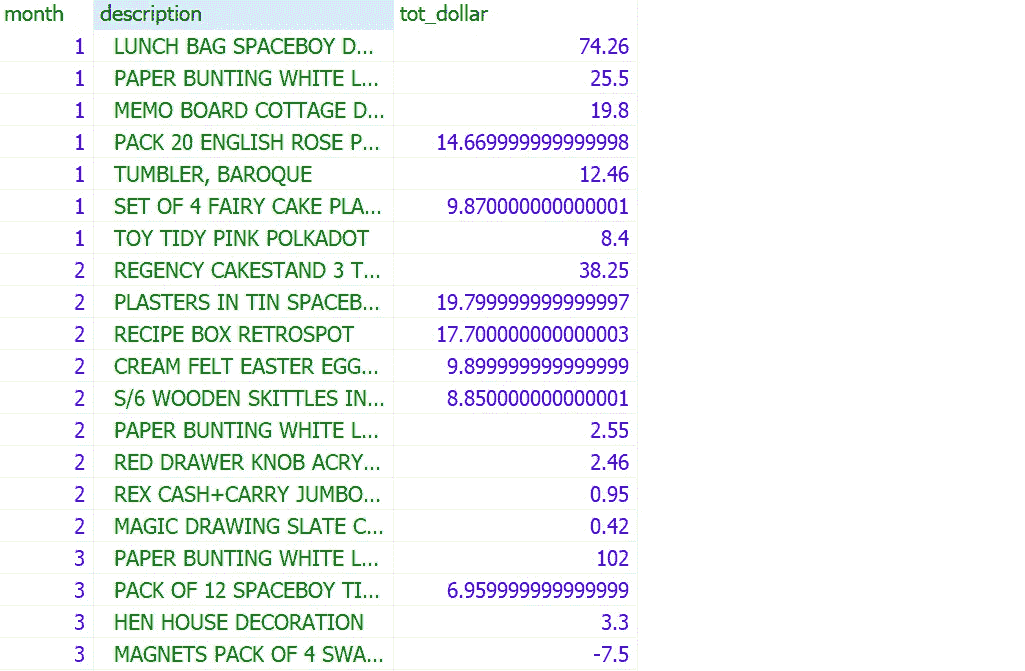 month description tot_dollar
1 LUNCH BAG SPACEBOY D... 74.26
1 PAPER BUNTING WHITE L... 25.5
1 MEMO BOARD COTTAGE D... 19.8
1 PACK 20 ENGLISH ROSE P... 14.669999999999998
1 TUMBLER, BAROQUE 12.46
1 SET OF 4 FAIRY CAKE PLA... 9.870000000000001
1 TOY TIDY PINK POLKADOT 8.4
2 REGENCY CAKESTAND 3 T... 38.25
2 PLASTERS IN TIN SPACEB... 19.799999999999997
2 RECIPE BOX RETROSPOT 17.700000000000003
2 CREAM FELT EASTER EGG... 9.899999999999999
2 S/6 WOODEN SKITTLES IN... 8.850000000000001
2 PAPER BUNTING WHITE L... 2.55
2 RED DRAWER KNOB ACRY... 2.46
2 REX CASH+CARRY JUMBO... 0.95
2 MAGIC DRAWING SLATE C... 0.42
3 PAPER BUNTING WHITE L... 102
3 PACK OF 12 SPACEBOY TI... 6.959999999999999
3 HEN HOUSE DECORATION 3.3
3 MAGNETS PACK OF 4 SWA... -7.5